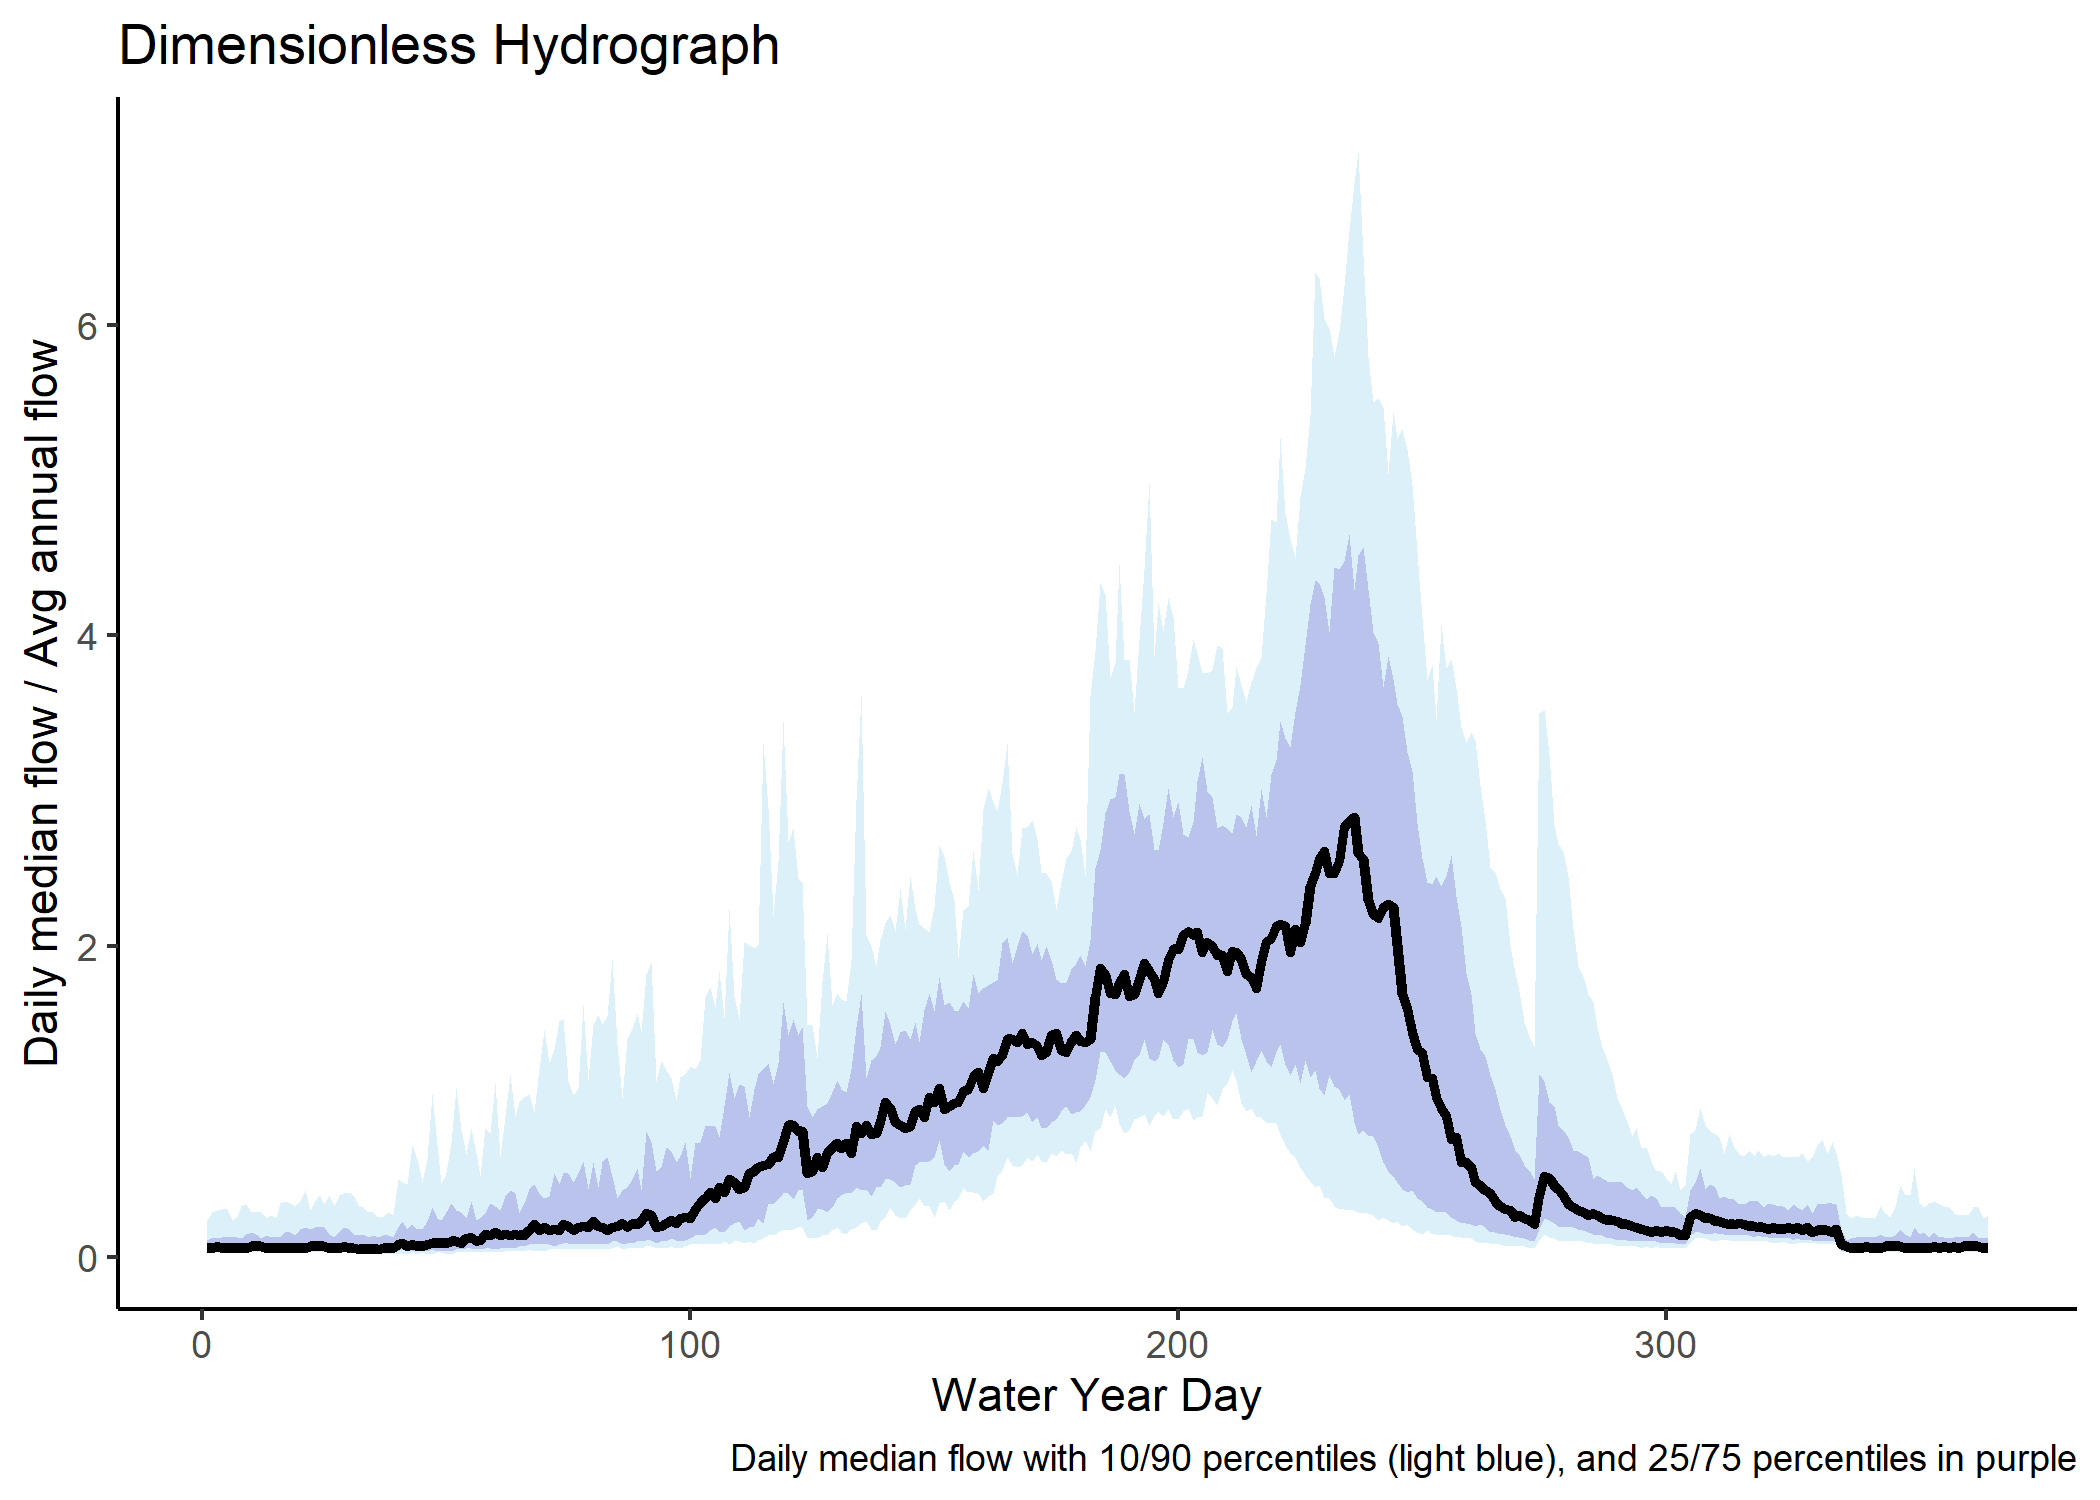 Dimensionless Hydrograph
Daily median flow / Avg annual flow
6
4
2
0
0
100
200
300
Water Year Day
Daily median flow with 10/90 percentiles (light blue), and 25/75 percentiles in purple